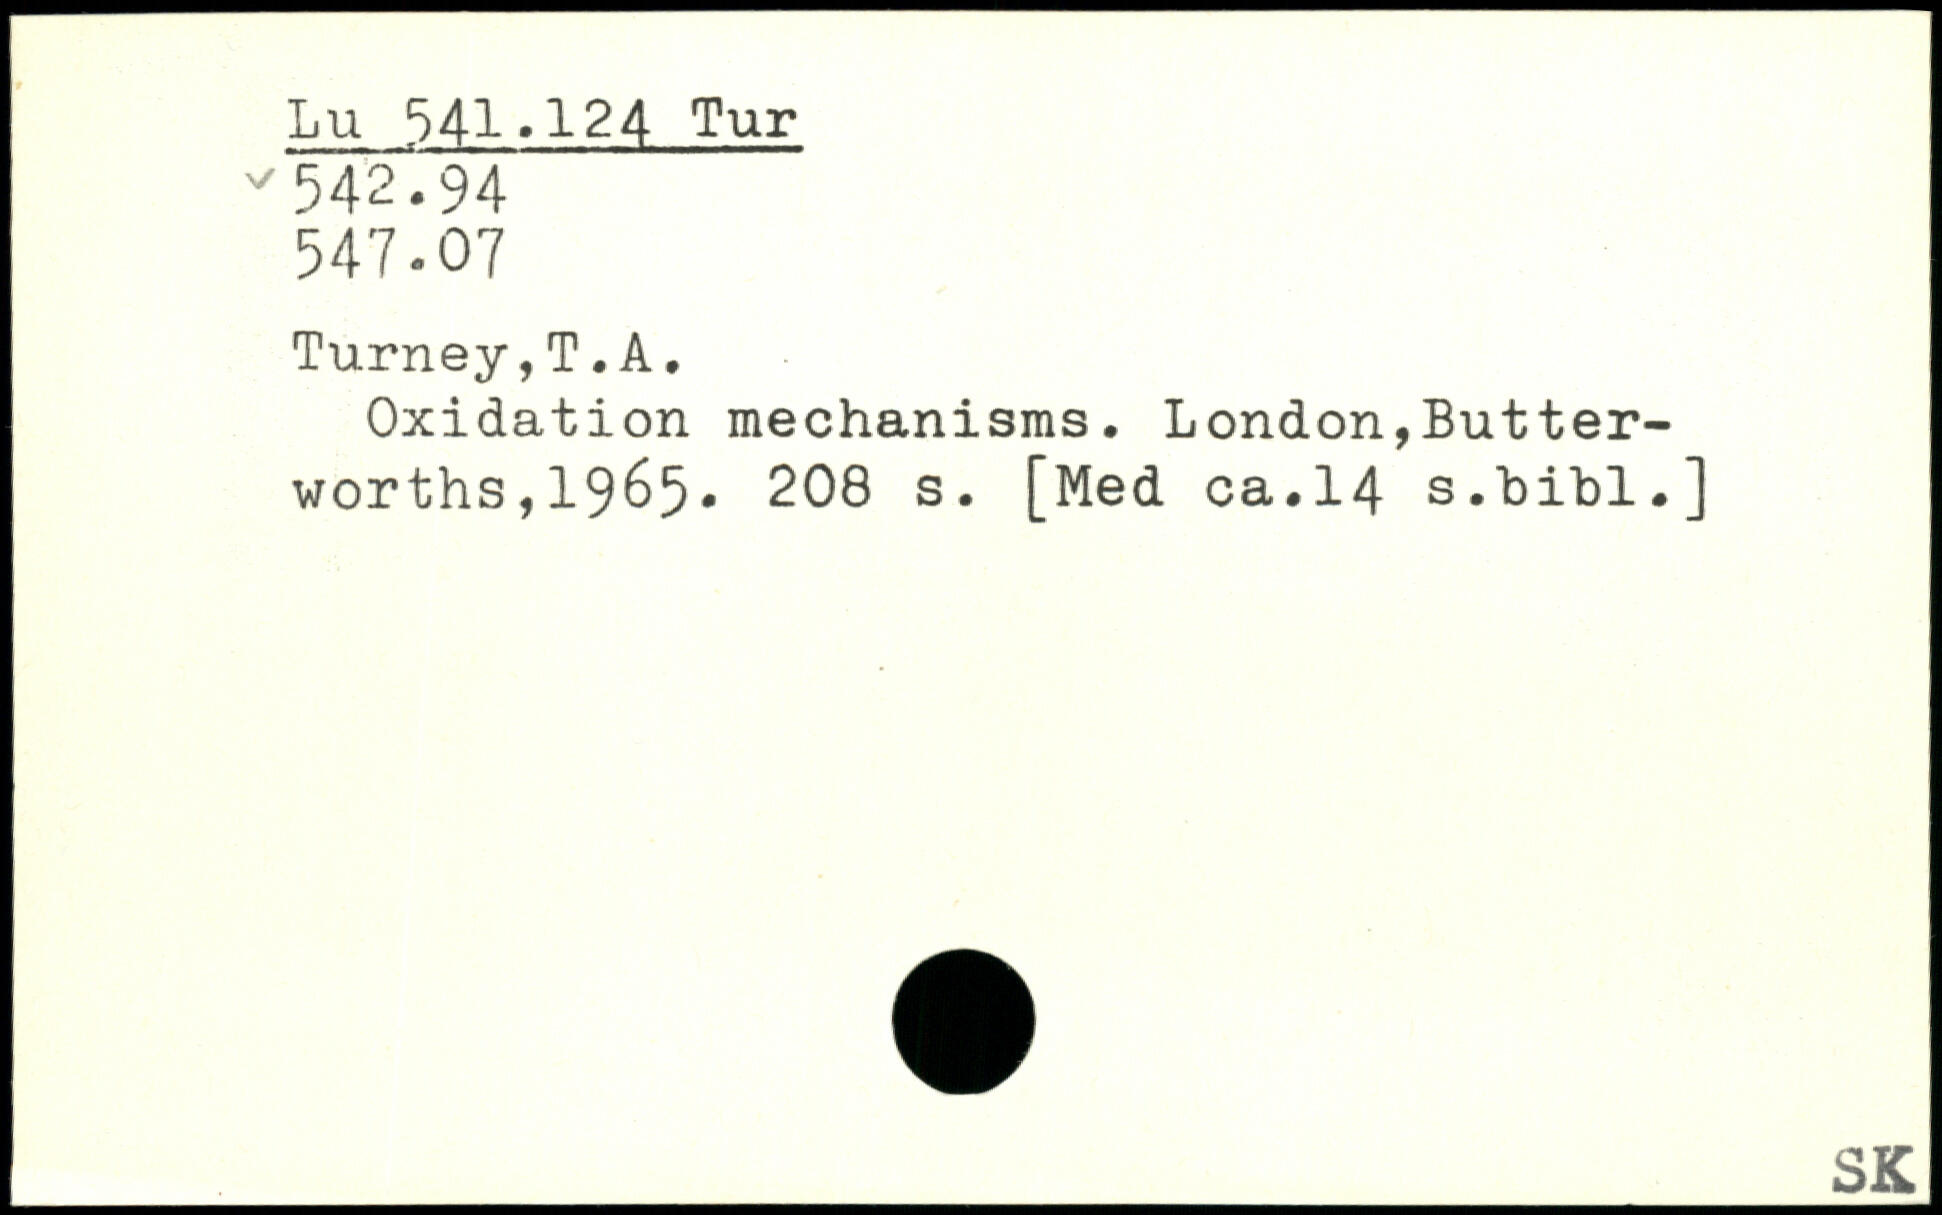 Lu 541.124 Tur
✓ 542.94
547.07
Turney,T.A.
Oxidation mechanisms. London,Butter-
worths,1965. 208 s. [Med ca.14 s.bibl.]
SK